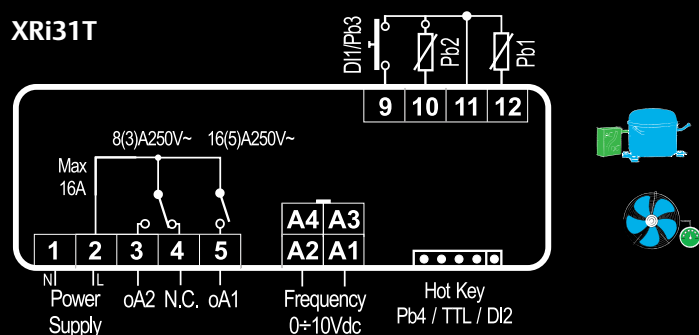 XRi31T
DI1/Pb3
Pb2
Pb1
9 10 11 12
8(3)A250V~ 16(5)A250V~
Max
16A
A4 A3
A2 A1
1 2 3 4 5
N L
Power
Supply
oA2 N.C. oA1
Frequency
0÷10Vdc
Hot Key
Pb4 / TTL / DI2